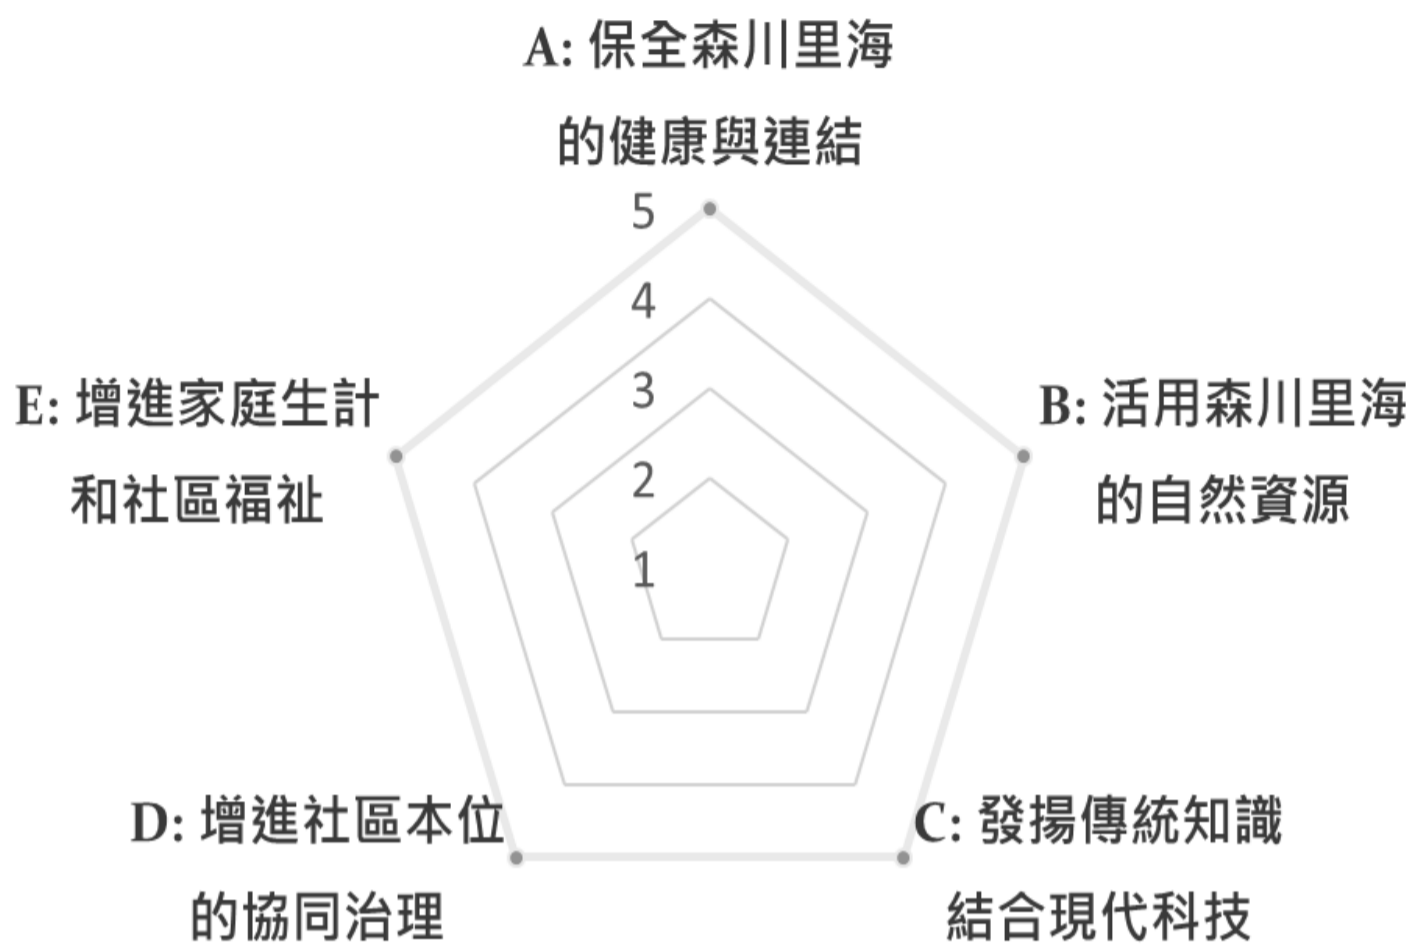 A: 保全森川里海
的健康與連結
5
4
3
2
1
E: 增進家庭生計
和社區福祉
B: 活用森川里海
的自然資源
D: 增進社區本位
的協同治理
C: 發揚傳統知識
結合現代科技